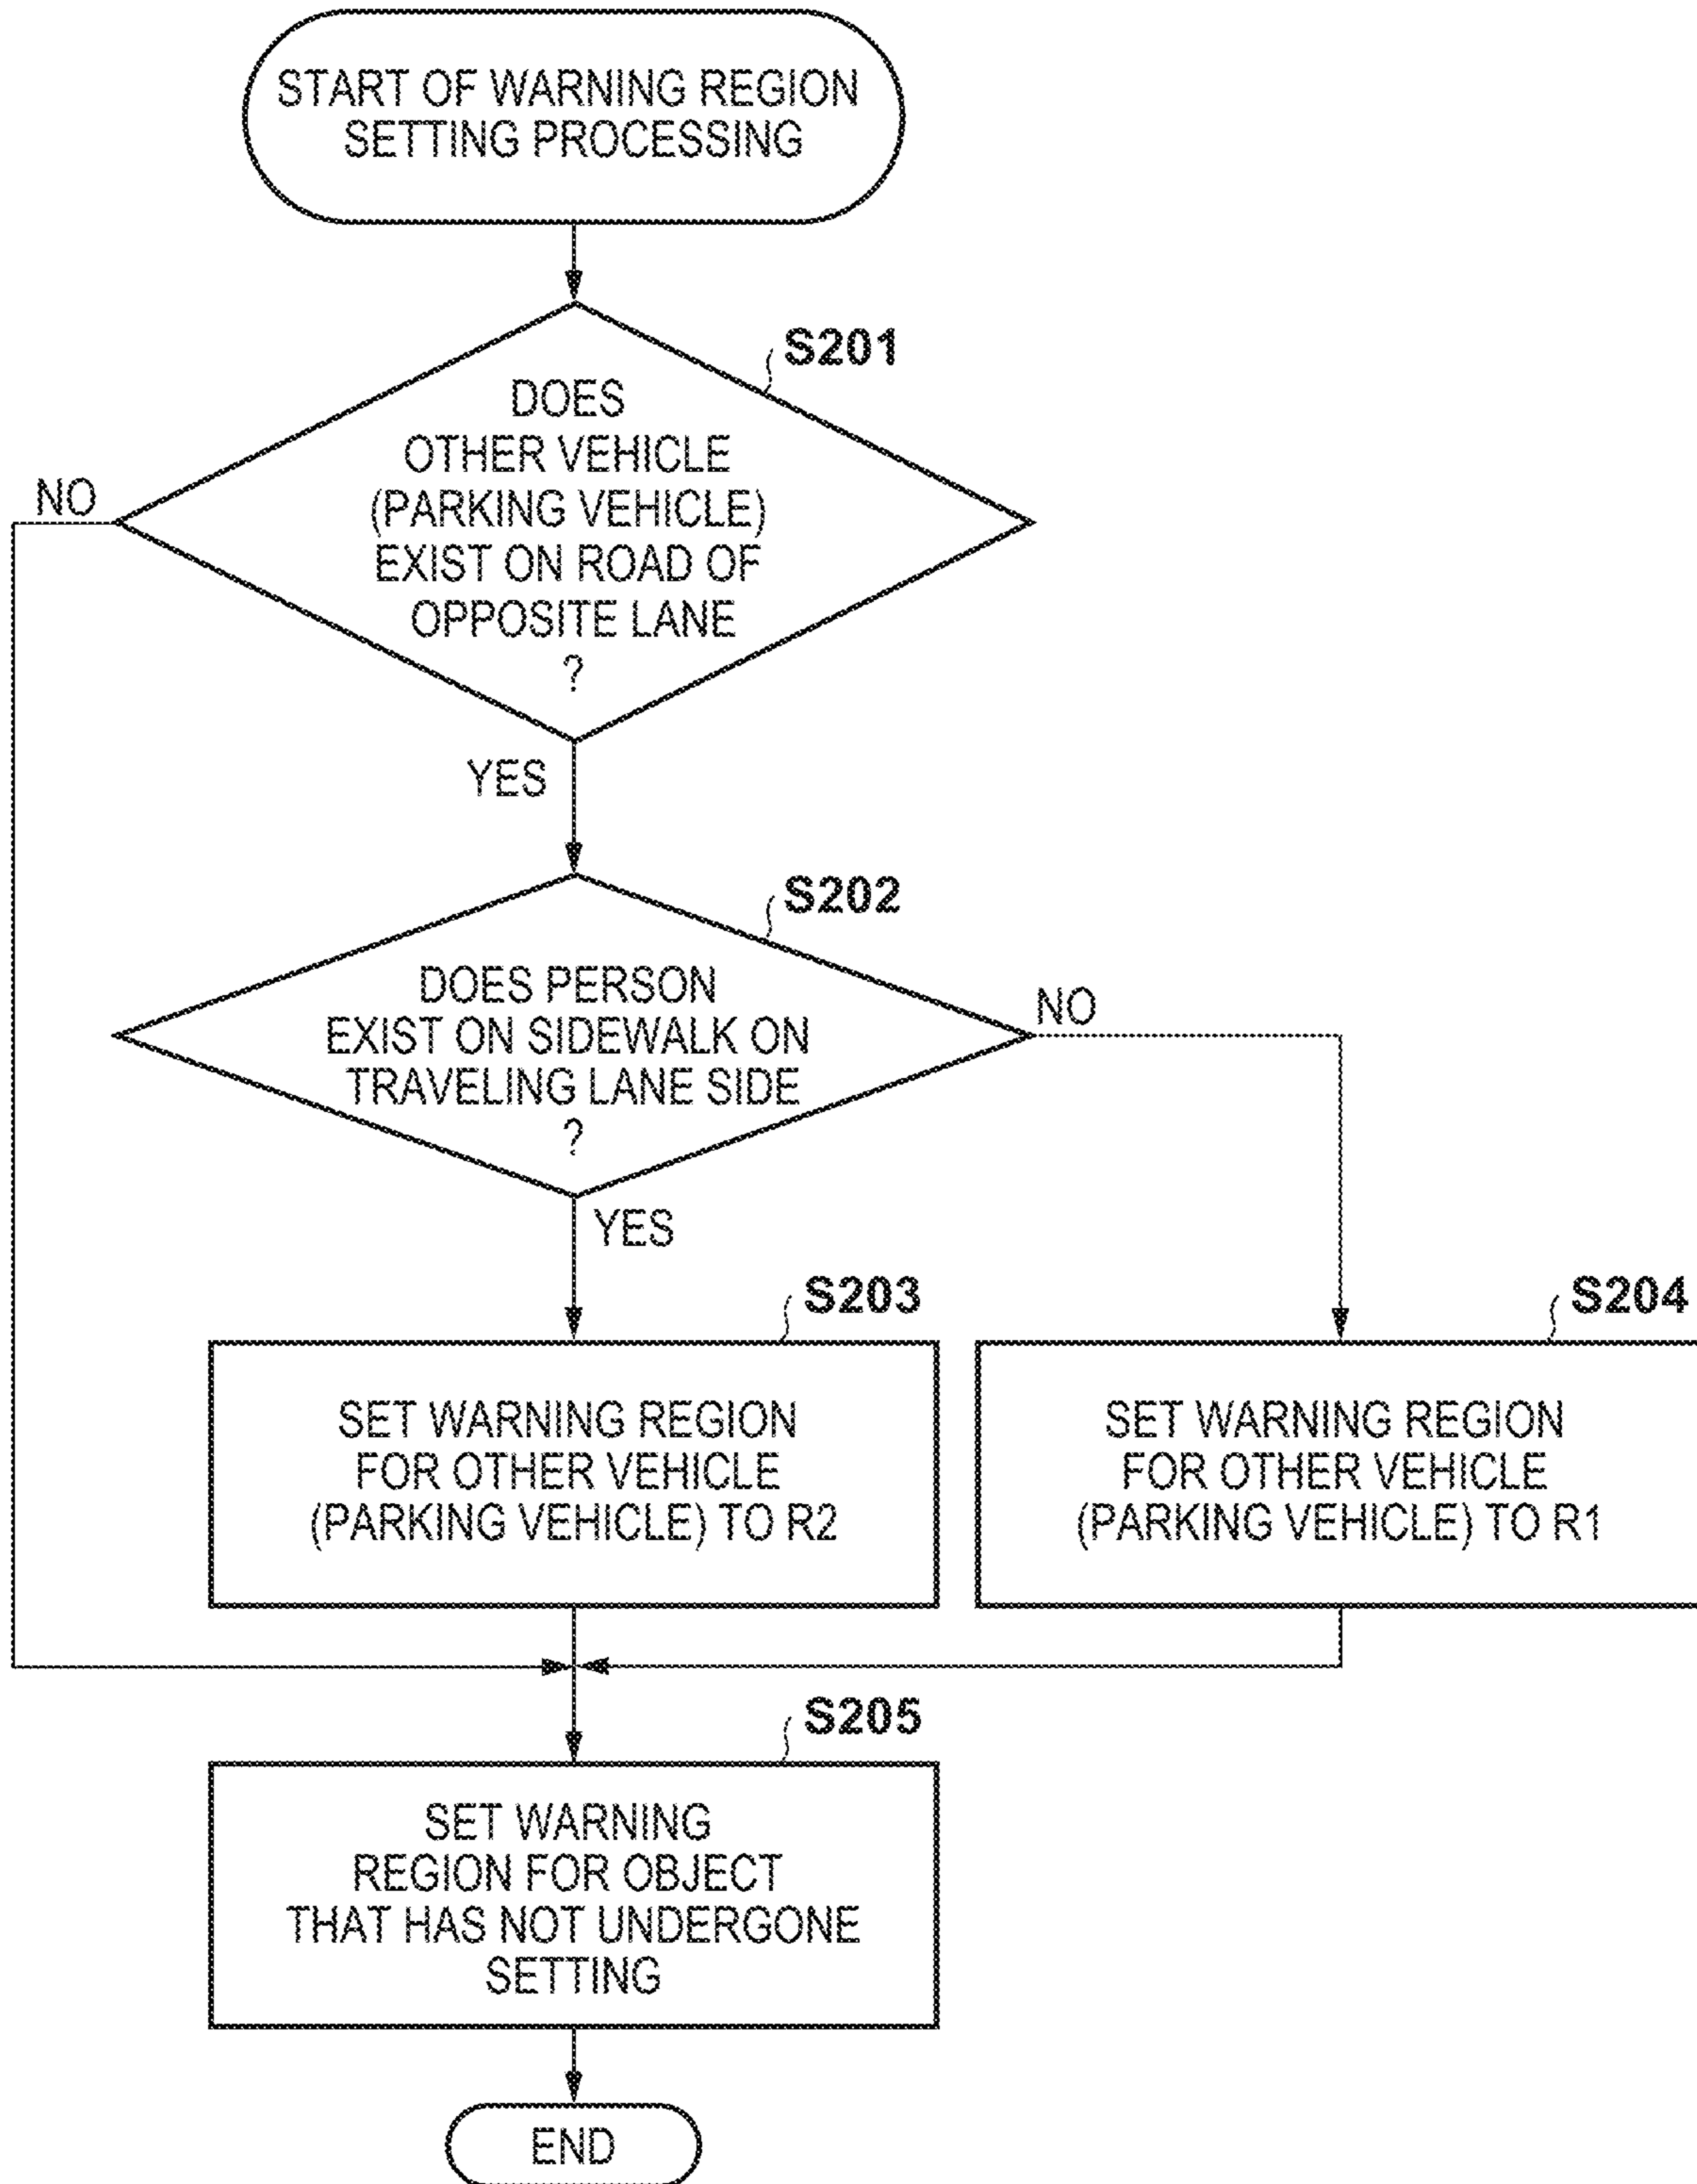 START OF WARNING REGION
SETTING PROCESSING
S201
DOES
OTHER VEHICLE
(PARKING VEHICLE)
EXIST ON ROAD OF
OPPOSITE LANE
?
NO
YES
S202
DOES PERSON
EXIST ON SIDEWALK ON
TRAVELING LANE SIDE
?
NO
YES
S203
SET WARNING REGION
FOR OTHER VEHICLE
(PARKING VEHICLE) TO R2
S204
SET WARNING REGION
FOR OTHER VEHICLE
(PARKING VEHICLE) TO R1
S205
SET WARNING
REGION FOR OBJECT
THAT HAS NOT UNDERGONE
SETTING
END